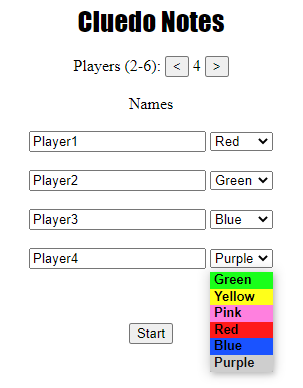 Cluedo Notes
Players (2-6): < 4 >
Names
Player1 Red
Player2 Green
Player3 Blue
Player4 Purple
Green
Yellow
Pink
Red
Blue
Purple
Start